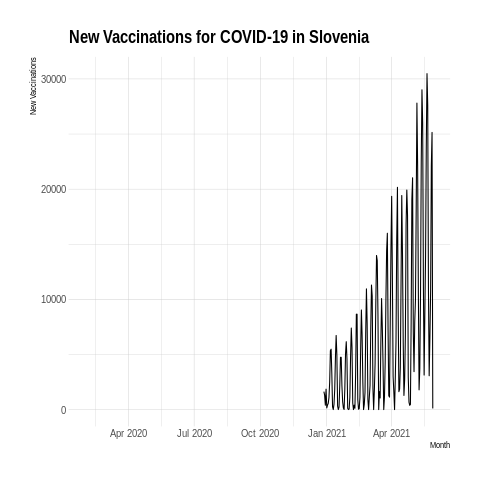 New Vaccinations for COVID-19 in Slovenia
New Vaccinations
30000
20000
10000
0
Apr 2020 Jul 2020 Oct 2020 Jan 2021 Apr 2021
Month